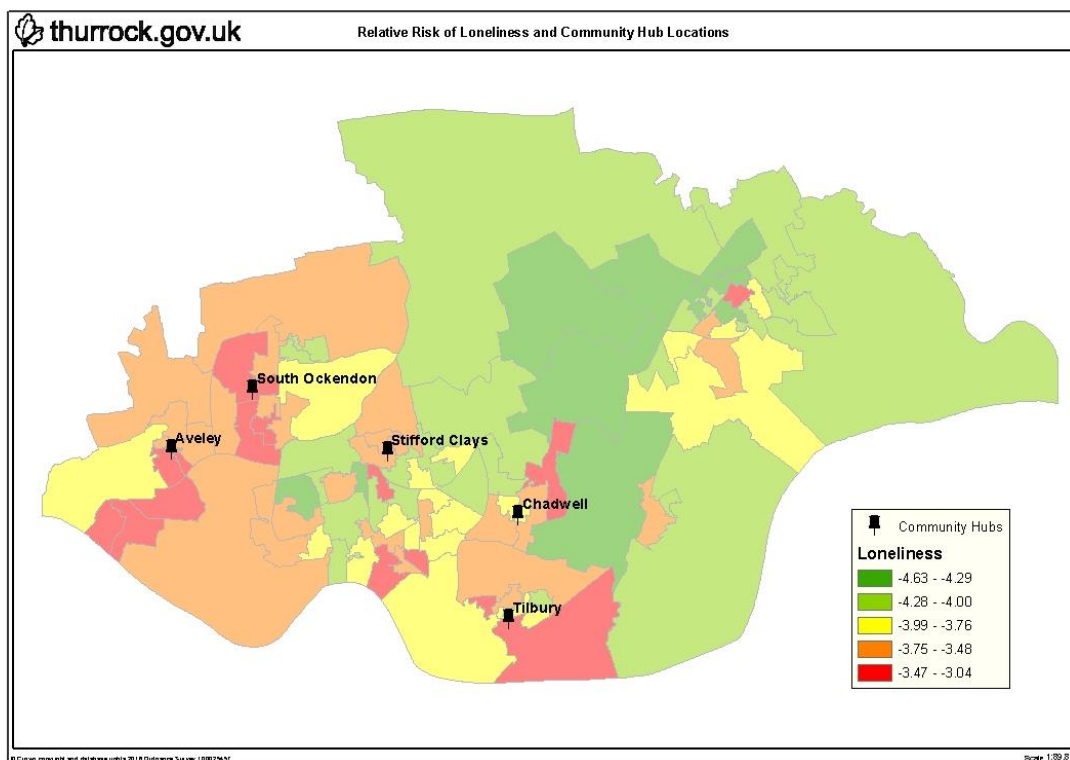 thurrock.gov.uk
Relative Risk of Loneliness and Community Hub Locations
South Ockendon
Aveley
Stifford Clays
Chadwell
Tilbury
Community Hubs
Loneliness
-4.63 - -4.29
-4.28 - -4.00
-3.99 - -3.76
-3.75 - -3.48
-3.47 - -3.04